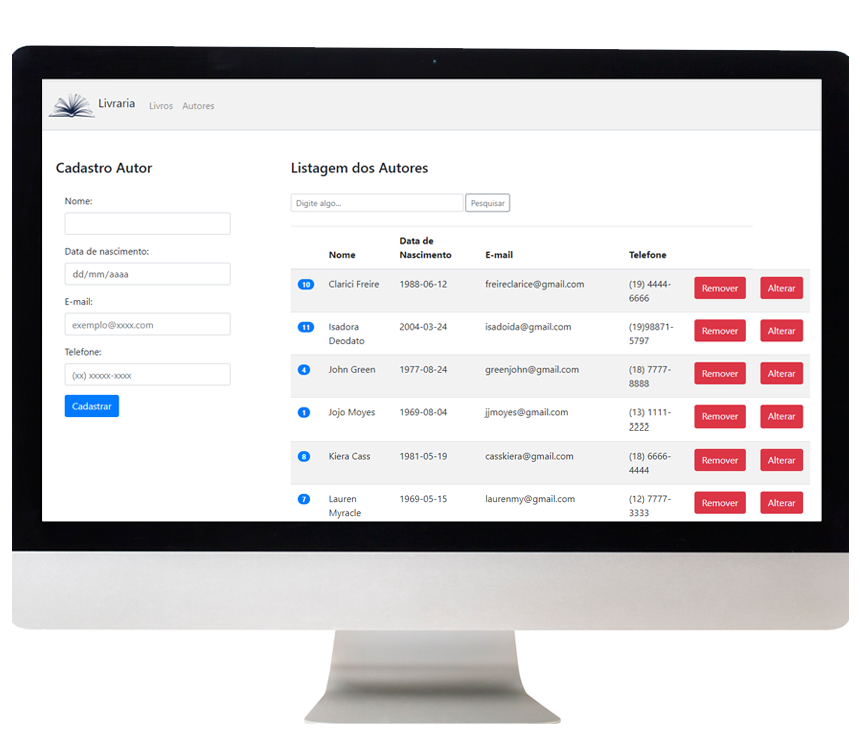 Livraria Livros Autores
Cadastro Autor
Nome:
Data de nascimento:
dd/mm/aaaa
E-mail:
exemplo@xxxx.com
Telefone:
(xx) xxxxx-xxxx
Cadastrar
Listagem dos Autores
Digite algo... Pesquisar
Nome Data de Nascimento E-mail Telefone
10 Clarici Freire 1988-06-12 freireclarice@gmail.com (19) 4444-6666 Remover Alterar
11 Isadora Deodato 2004-03-24 isadoida@gmail.com (19)98871-5797 Remover Alterar
4 John Green 1977-08-24 greenjohn@gmail.com (18) 7777-8888 Remover Alterar
1 Jojo Moyes 1969-08-04 jjmoyes@gmail.com (13) 1111-2222 Remover Alterar
8 Kiera Cass 1981-05-19 casskiera@gmail.com (18) 6666-4444 Remover Alterar
7 Lauren Myracle 1969-05-15 laurenmy@gmail.com (12) 7777-3333 Remover Alterar